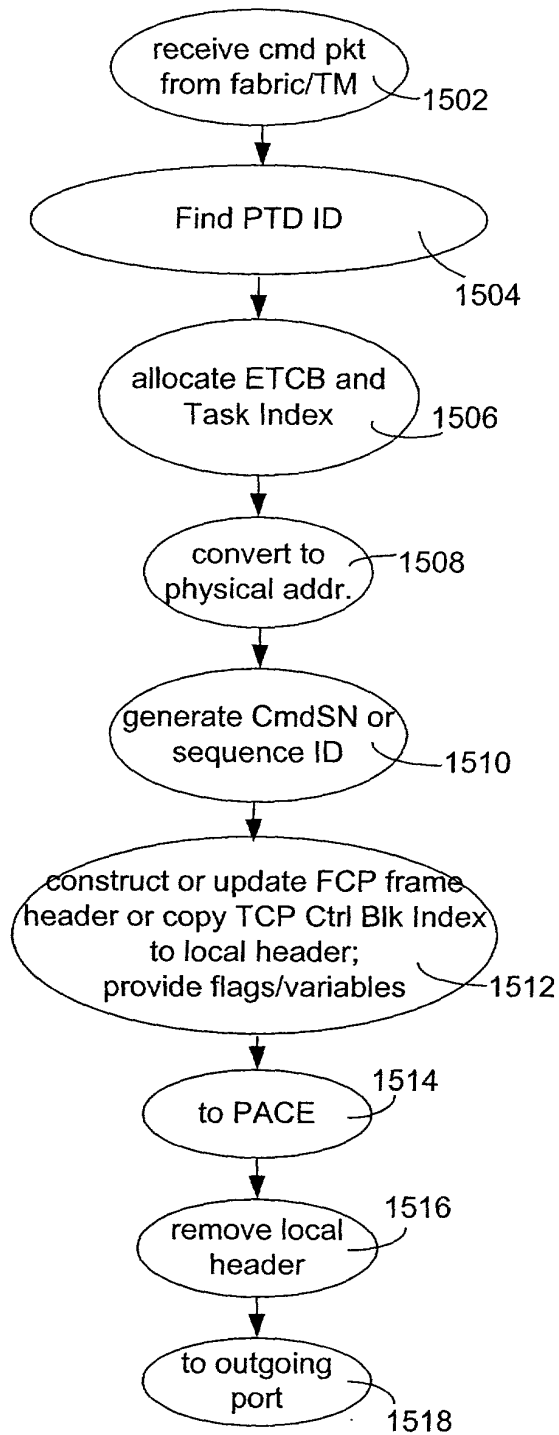 receive cmd pkt
from fabric/TM
1502
Find PTD ID
1504
allocate ETCB and
Task Index
1506
convert to
physical addr.
1508
generate CmdSN or
sequence ID
1510
construct or update FCP frame
header or copy TCP Ctrl Blk Index
to local header;
provide flags/variables
1512
to PACE
1514
remove local
header
1516
to outgoing
port
1518